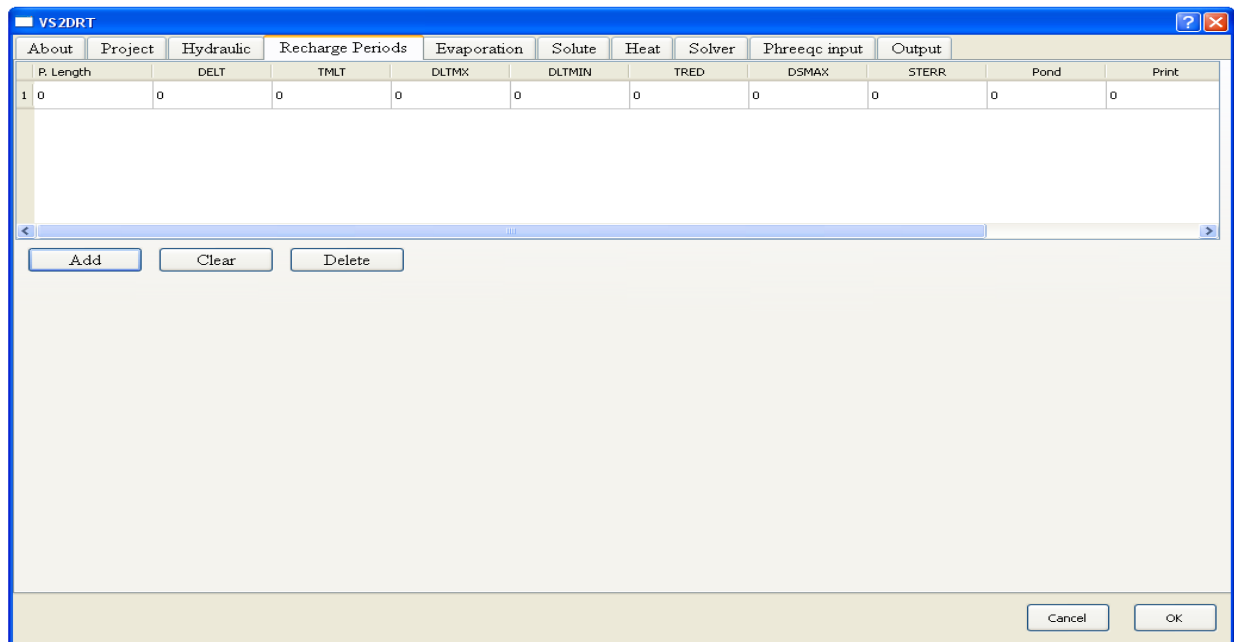 VS2DRT
About Project Hydraulic Recharge Periods Evaporation Solute Heat Solver Phreeqc input Output
P. Length DELT TMLT DLTMX DLTMIN TRED DSMAX STERR Pond Print
1 0 0 0 0 0 0 0 0 0 0
Add Clear Delete
Cancel OK